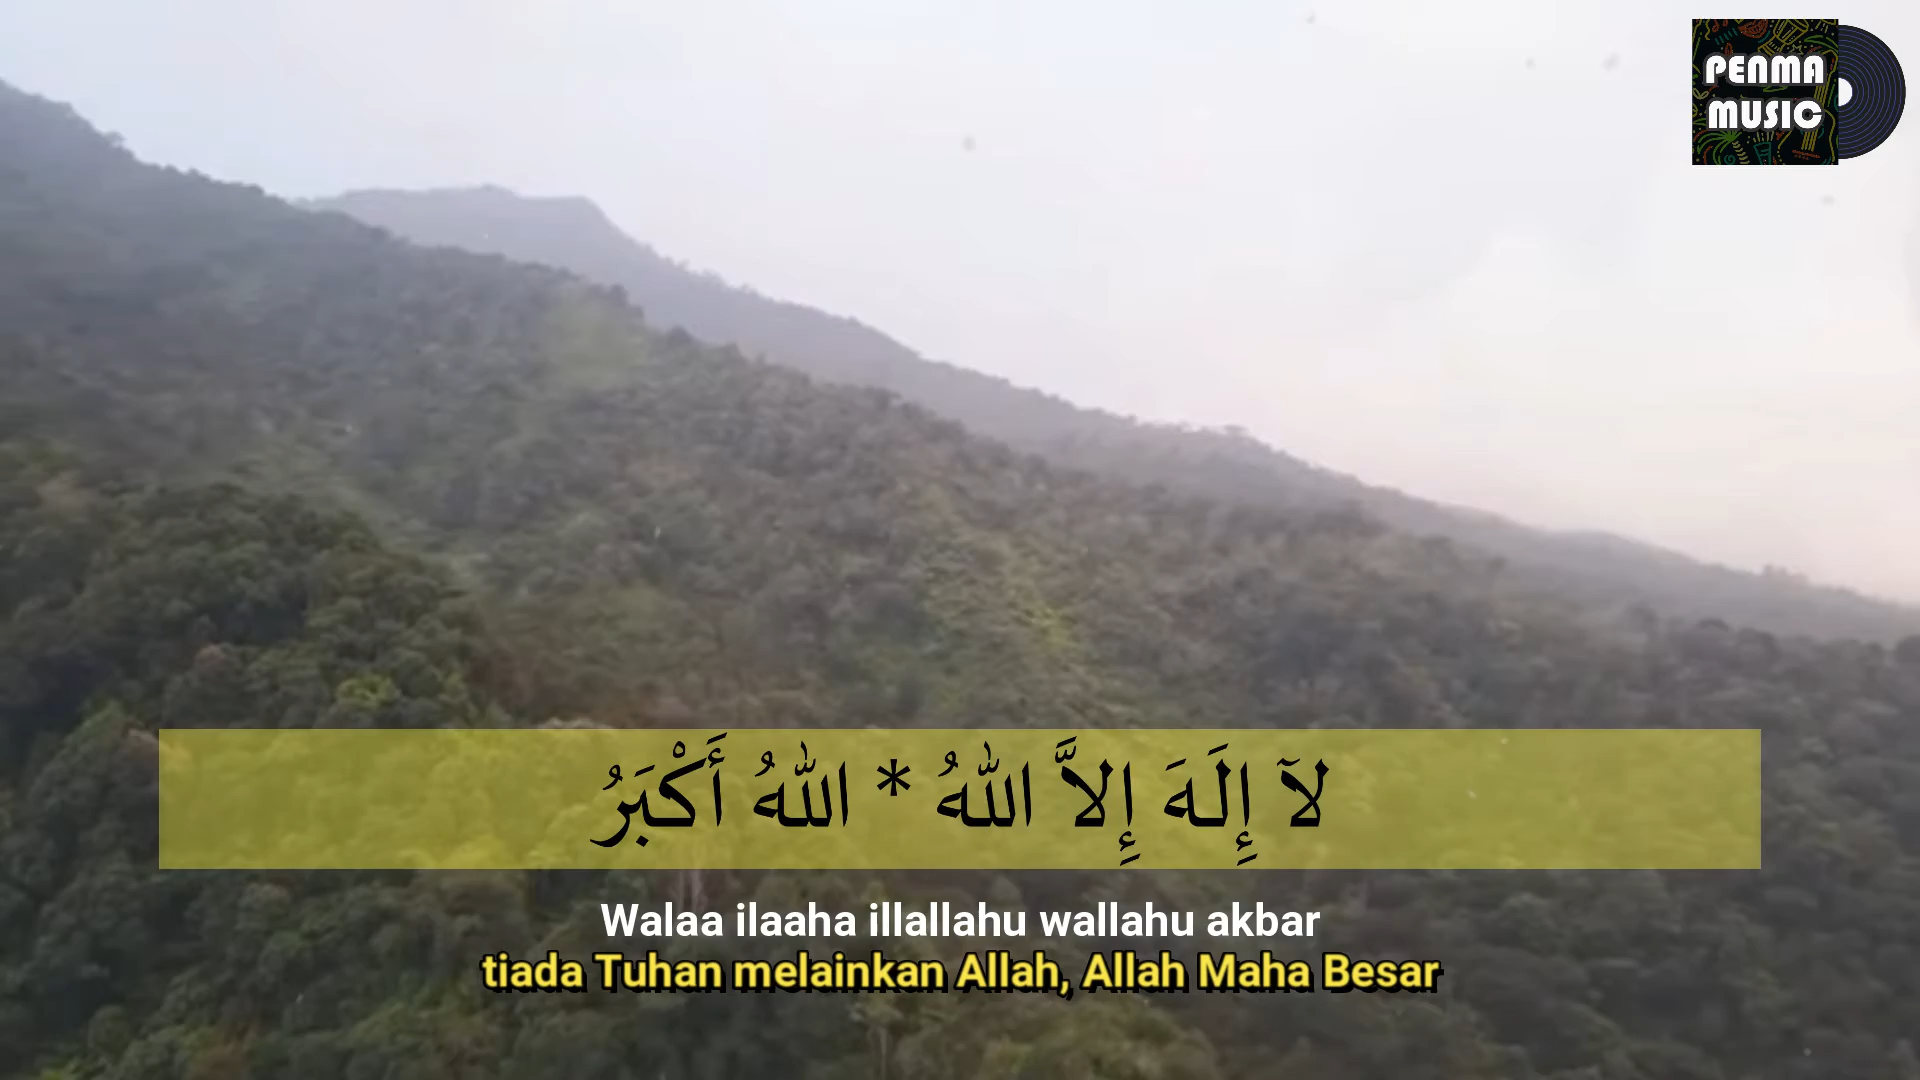 PENMA
MUSIC
لآ إِلَهَ إِلاَّ اللهُ * اللهُ أَكْبَرُ
Walaa ilaaha illallahu wallahu akbar
tiada Tuhan melainkan Allah, Allah Maha Besar